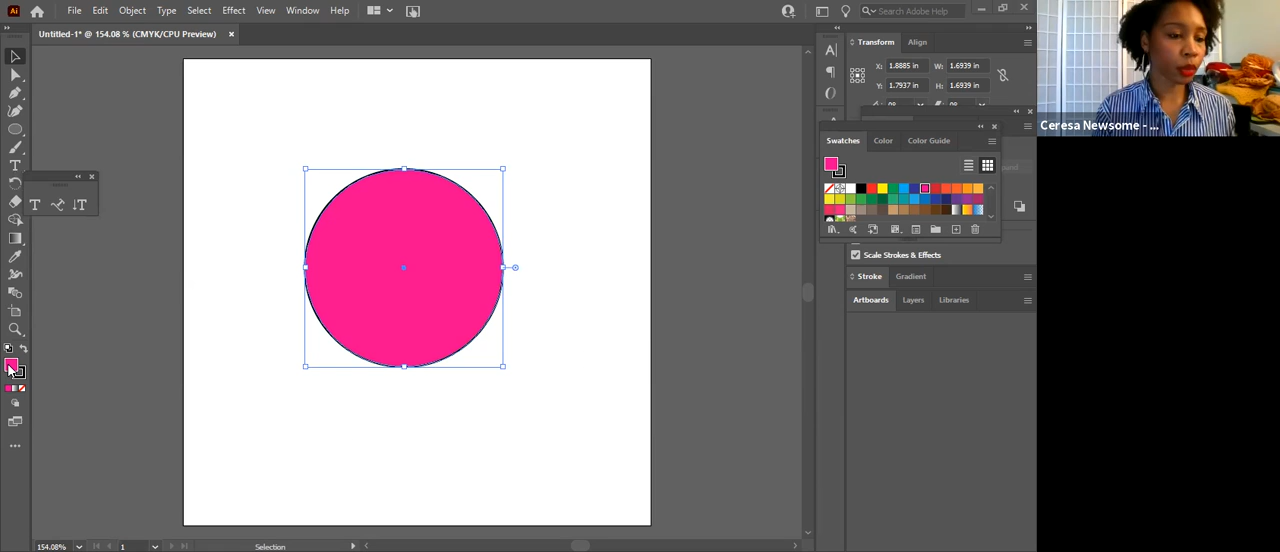 Ai File Edit Object Type Select Effect View Window Help Search Adobe Help
Untitled-1* @ 154.08 % (CMYK/CPU Preview) ×
Transform Align
X: 1.8885 in W: 1.6939 in
Y: 1.7937 in H: 1.6939 in
Swatches Color Color Guide
Scale Strokes & Effects
Stroke Gradient
Artboards Layers Libraries
154.08% 1 Selection
Ceresa Newsome - ...